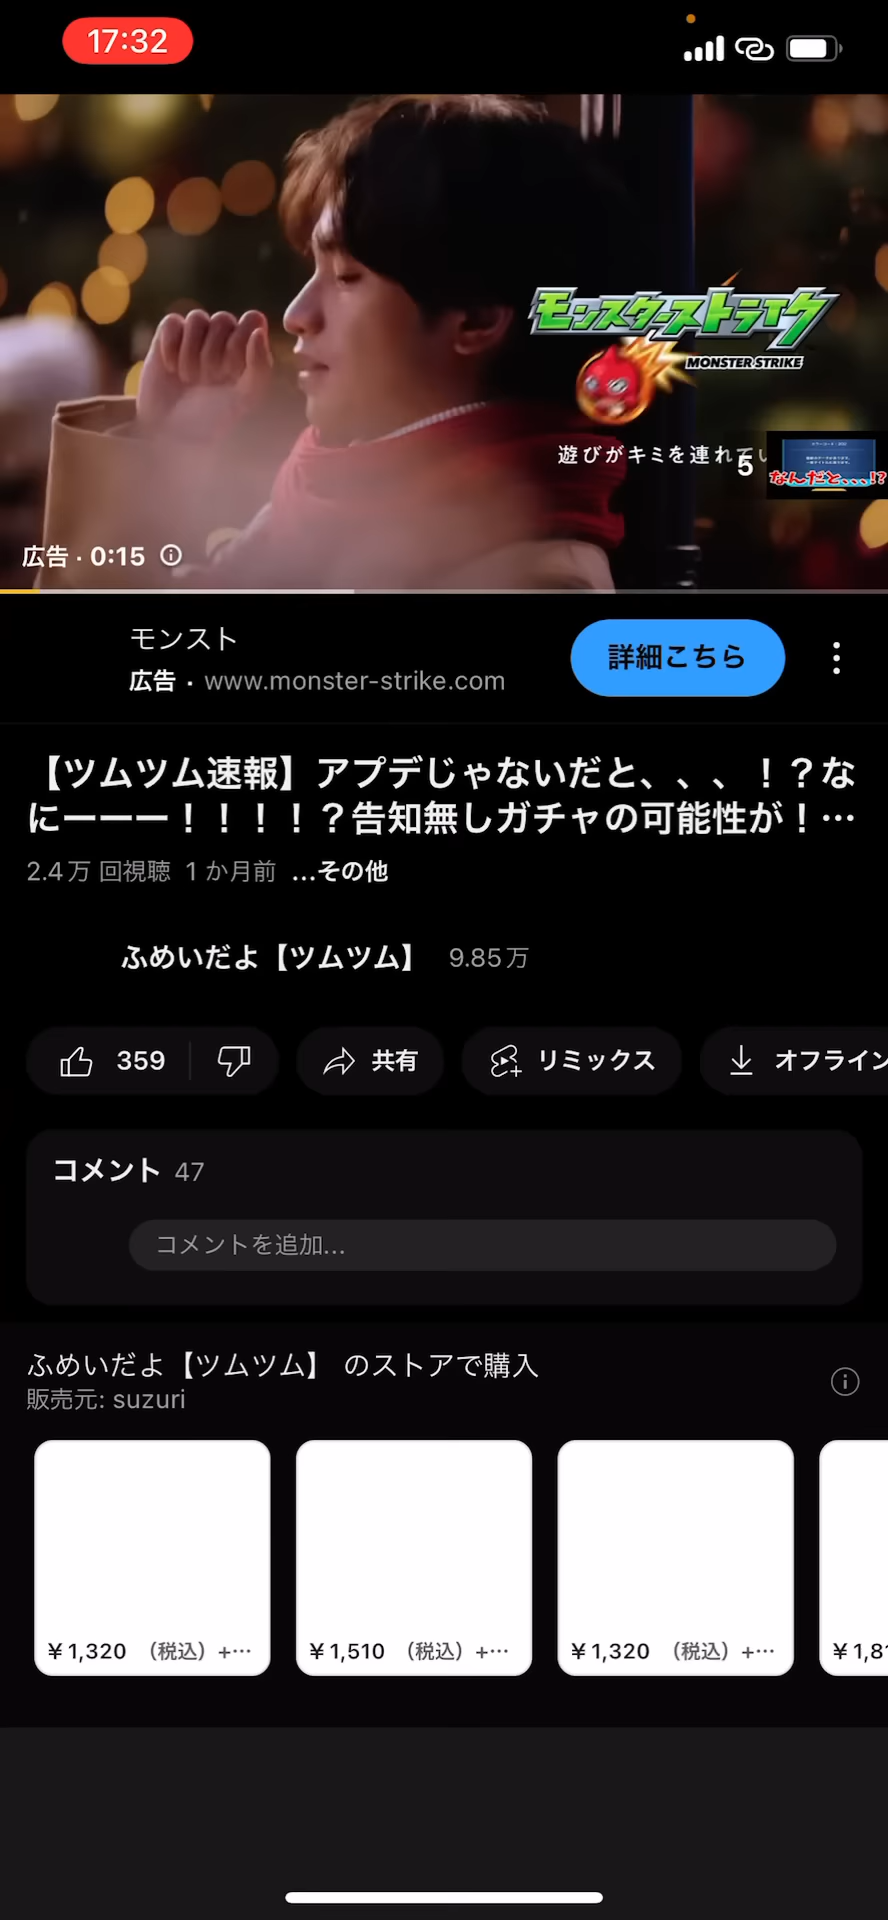 17:32
モンスターストライク
MONSTER STRIKE
遊びがキミを連れてい
5
なんだと、、、!?
広告・0:15
モンスト
広告・www.monster-strike.com
詳細こちら
【ツムツム速報】アプデじゃないだと、、、！？な
にーーー！！！！？告知無しガチャの可能性が！…
2.4万 回視聴 1 か月前 ...その他
ふめいだよ【ツムツム】 9.85万
359
共有
リミックス
オフライン
コメント 47
コメントを追加...
ふめいだよ【ツムツム】 のストアで購入
販売元: suzuri
￥1,320 （税込）+…
￥1,510 （税込）+…
￥1,320 （税込）+…
￥1,81